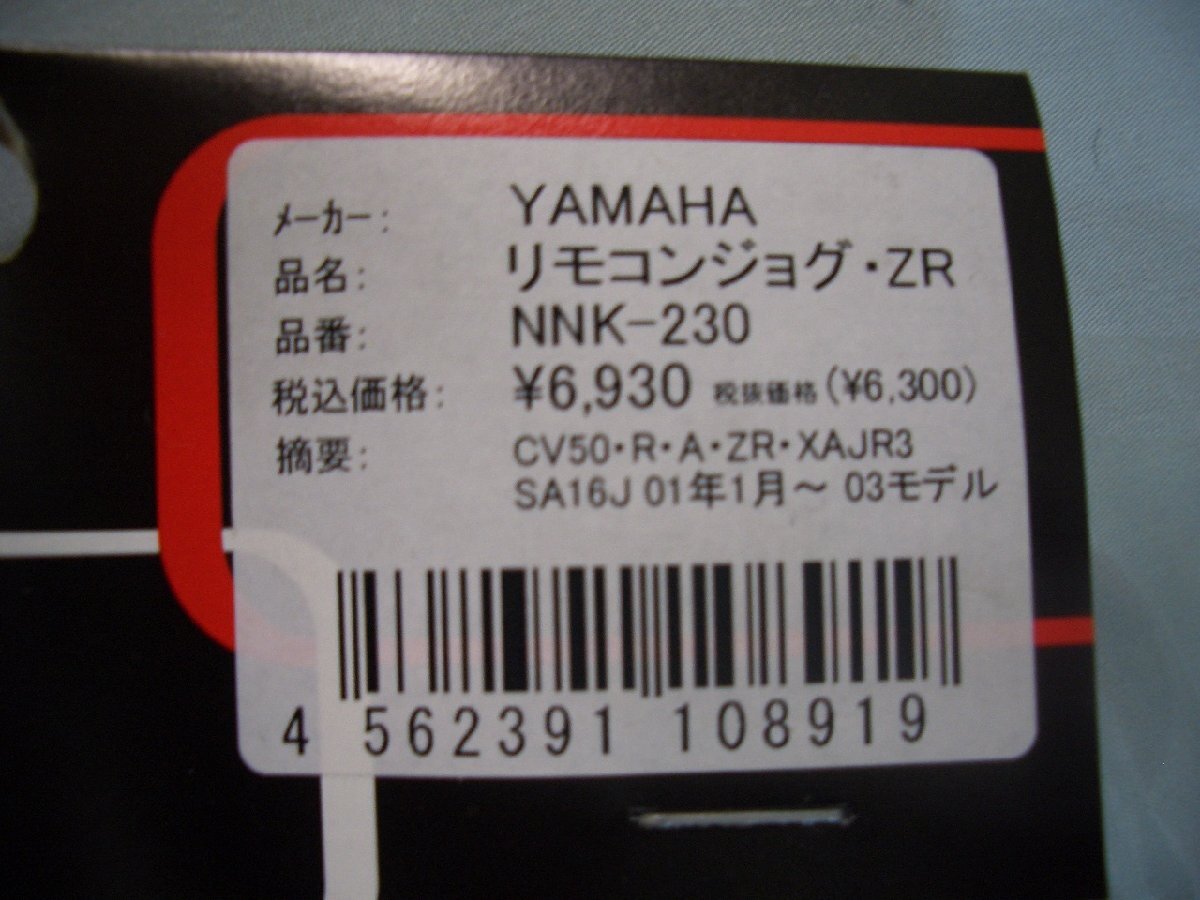 メーカー: YAMAHA
品名: リモコンジョグ・ZR
品番: NNK-230
税込価格: ¥6,930 税抜価格(¥6,300)
摘要: CV50・R・A・ZR・XAJR3
SA16J 01年1月～ 03モデル
4 562391 108919